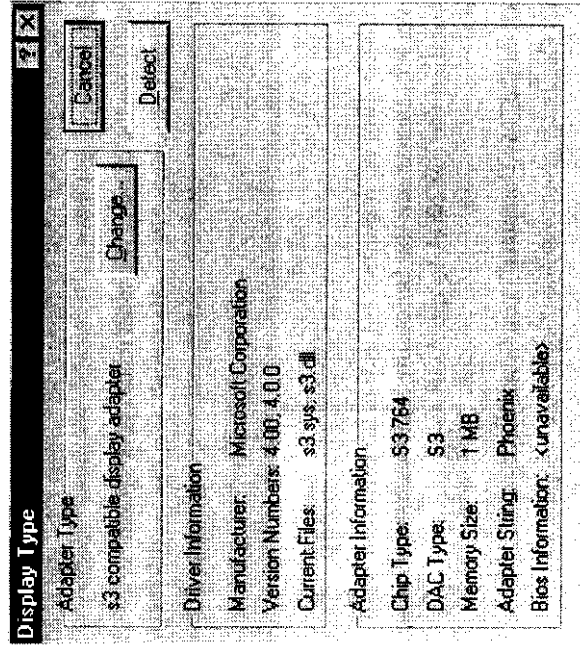 Display Type
? X
Adapter Type
s3 compatible display adapter
Change...
Cancel
Detect
Driver Information
Manufacturer: Microsoft Corporation
Version Numbers: 4.00, 4.0.0
Current Files: s3.sys, s3.dll
Adapter Information
Chip Type: S3 764
DAC Type: S3
Memory Size: 1 MB
Adapter String: Phoenix
Bios Information: <unavailable>